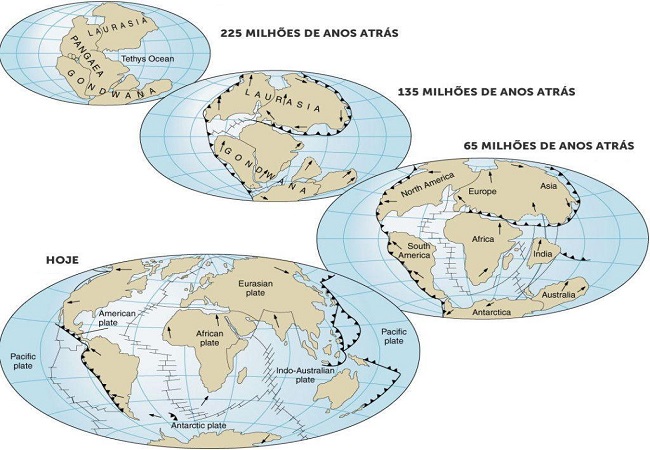 225 MILHÕES DE ANOS ATRÁS
LAURASIA
PANGAEA
Tethys Ocean
GONDWANA
135 MILHÕES DE ANOS ATRÁS
LAURASIA
GONDWANA
65 MILHÕES DE ANOS ATRÁS
North America
Europe
Asia
South
America
Africa
India
Australia
Antarctica
HOJE
Eurasian
plate
American
plate
African
plate
Pacific
plate
Pacific
plate
Indo-Australian
plate
Antarctic plate